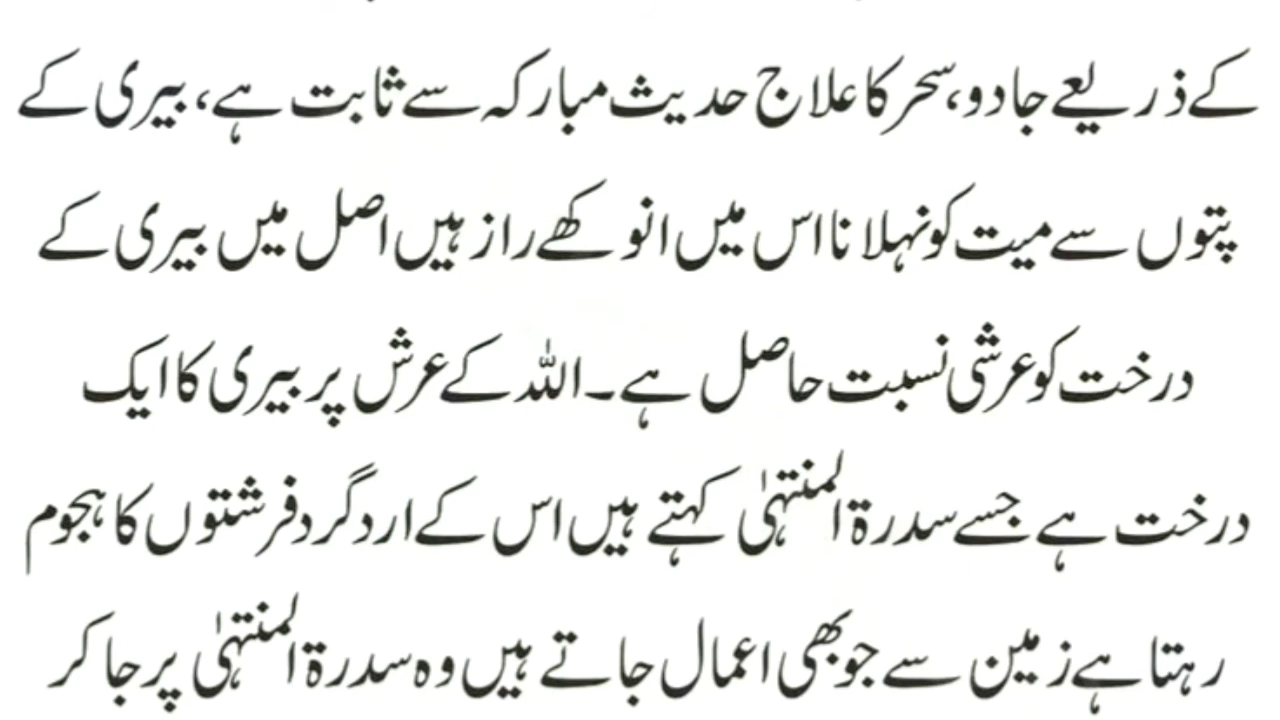 کے ذریعے جادو، سحر کا علاج حدیث مبارکہ سے ثابت ہے، بیری کے
پتوں سے میت کو نہلانا اس میں انوکھے راز ہیں اصل میں بیری کے
درخت کو عرشی نسبت حاصل ہے۔ اللہ کے عرش پر بیری کا ایک
درخت ہے جسے سدرۃ المنتہٰی کہتے ہیں اس کے اردگرد فرشتوں کا ہجوم
رہتا ہے زمین سے جو بھی اعمال جاتے ہیں وہ سدرۃ المنتہٰی پر جا کر